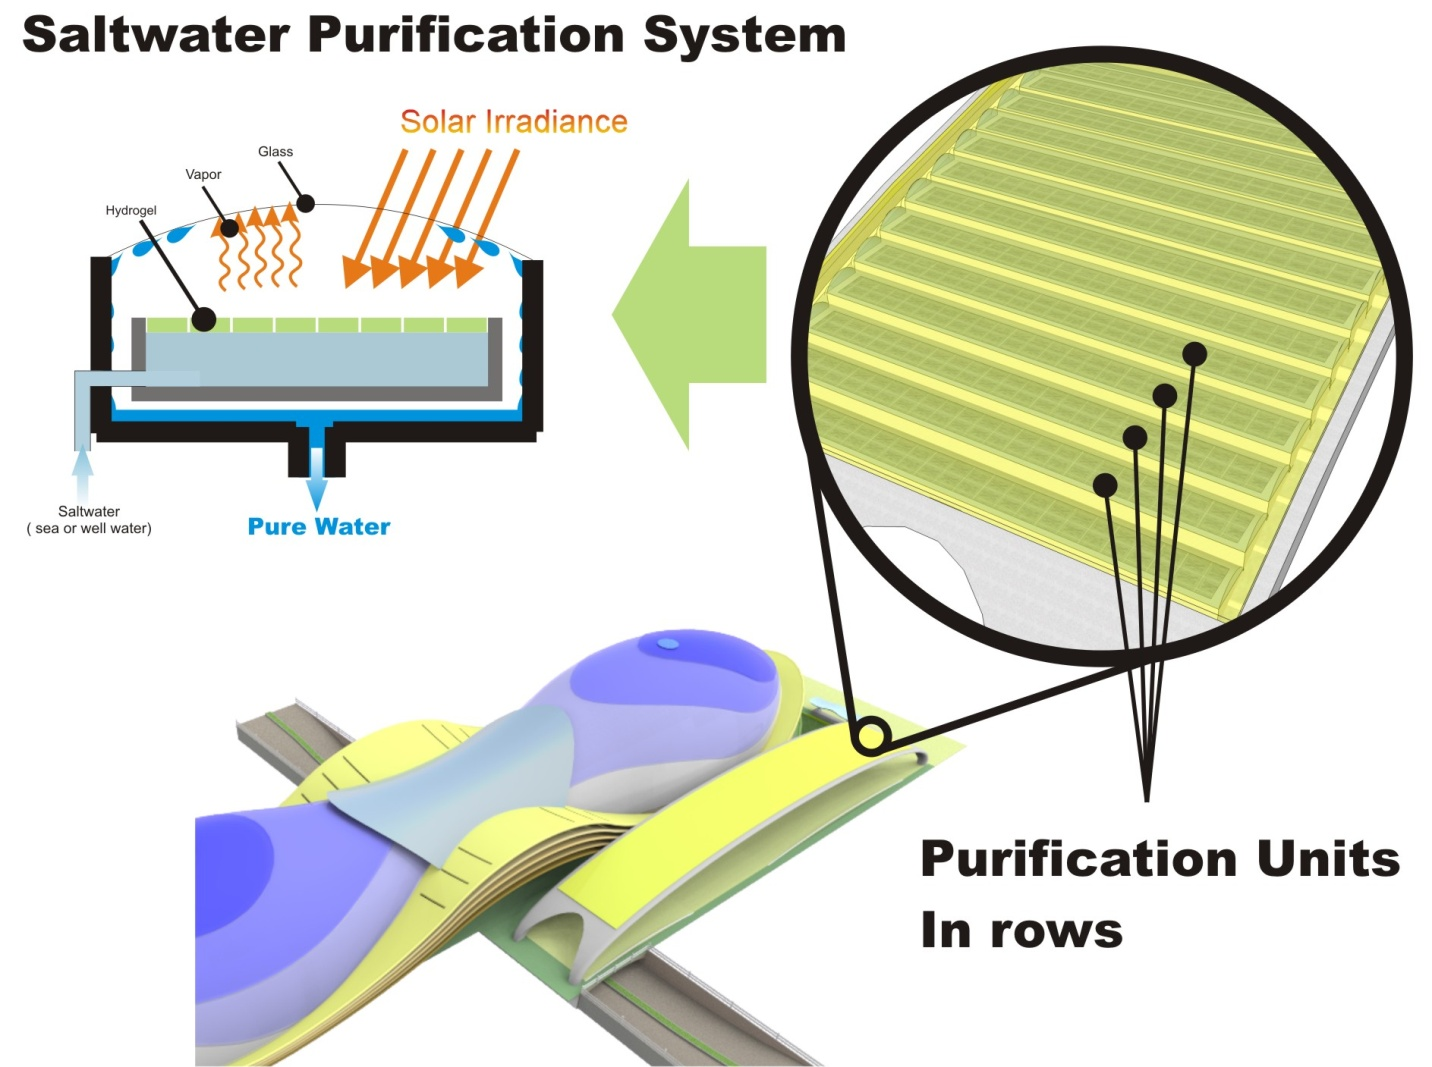 Saltwater Purification System
Solar Irradiance
Glass
Vapor
Hydrogel
Saltwater
( sea or well water)
Pure Water
Purification Units
In rows